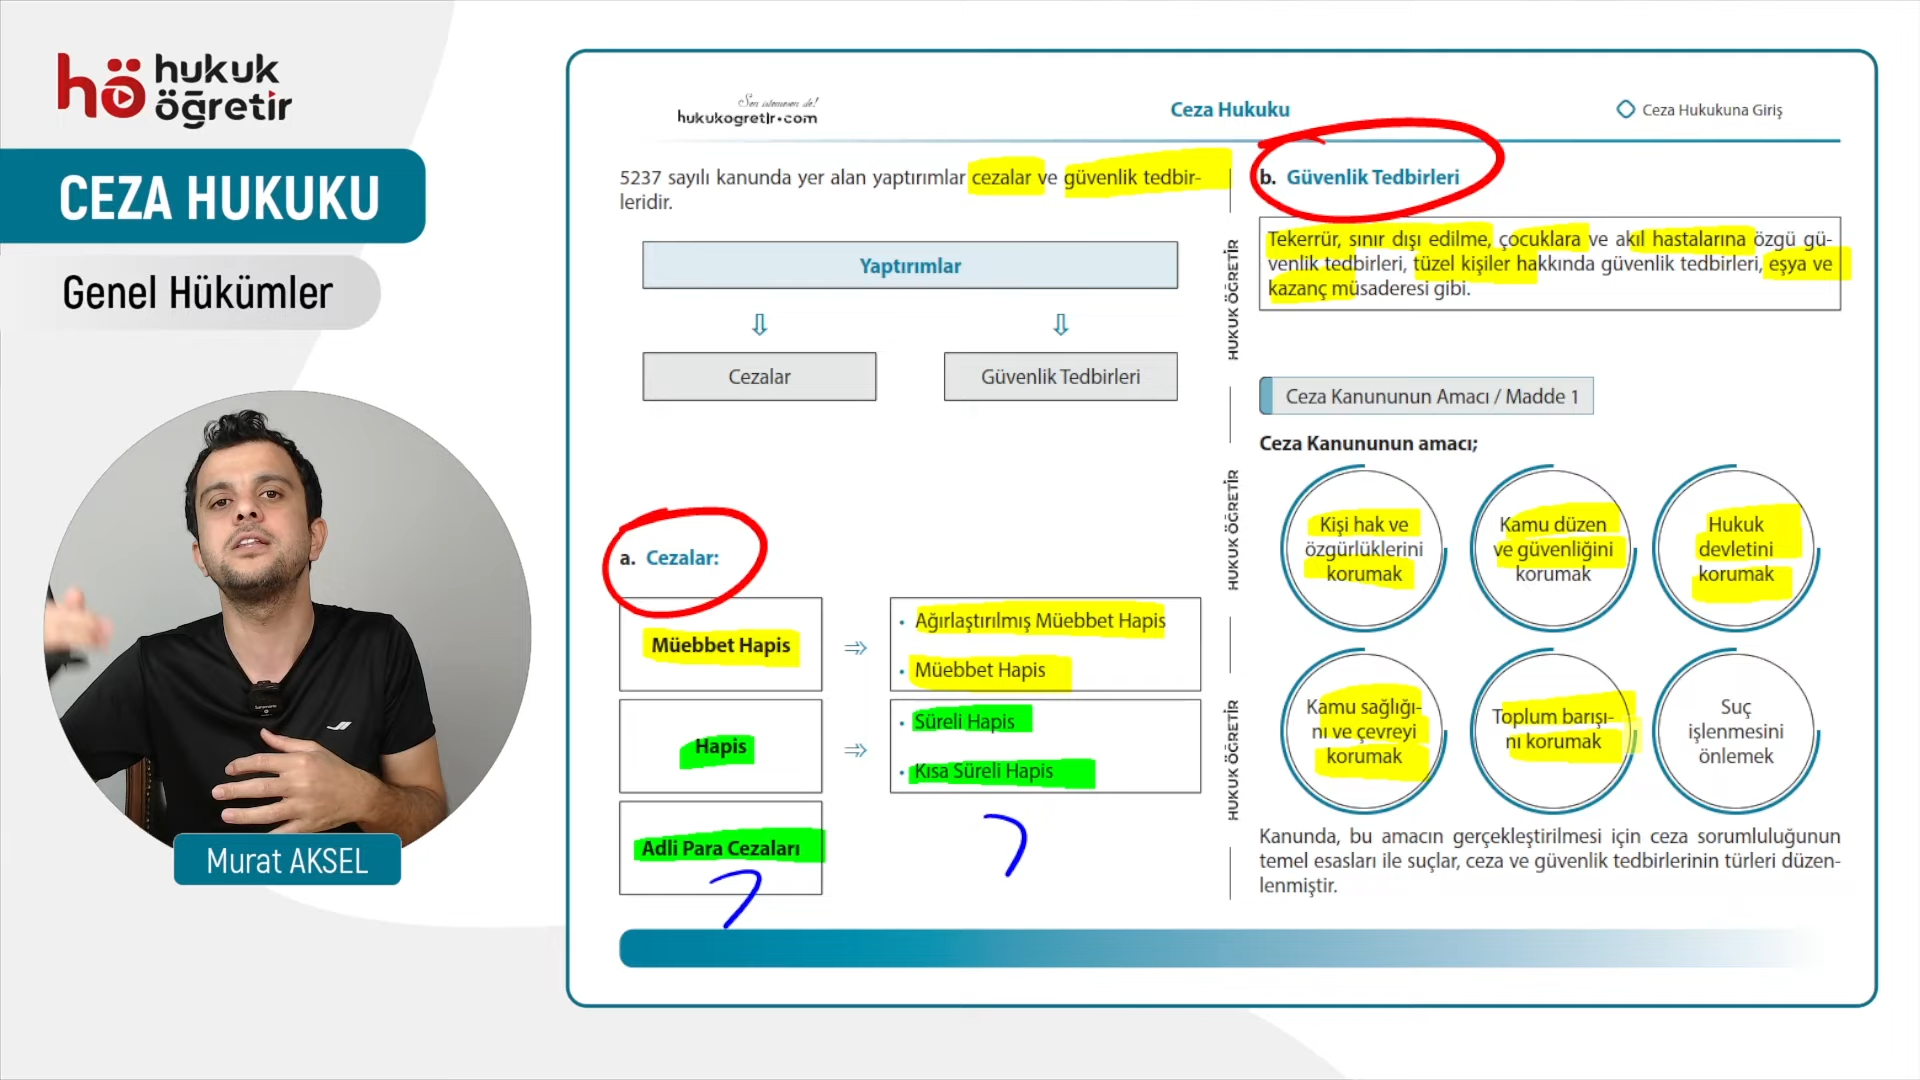 hukuk
öğretir
CEZA HUKUKU
Genel Hükümler
Murat AKSEL
Sen istemesen de!
hukukogretir.com
Ceza Hukuku
Ceza Hukukuna Giriş
5237 sayılı kanunda yer alan yaptırımlar cezalar ve güvenlik tedbir-
leridir.
Yaptırımlar
Cezalar
Güvenlik Tedbirleri
a. Cezalar:
Müebbet Hapis
• Ağırlaştırılmış Müebbet Hapis
• Müebbet Hapis
Hapis
• Süreli Hapis
• Kısa Süreli Hapis
Adli Para Cezaları
HUKUK ÖĞRETİR
HUKUK ÖĞRETİR
HUKUK ÖĞRETİR
b. Güvenlik Tedbirleri
Tekerrür, sınır dışı edilme, çocuklara ve akıl hastalarına özgü gü-
venlik tedbirleri, tüzel kişiler hakkında güvenlik tedbirleri, eşya ve
kazanç müsaderesi gibi.
Ceza Kanununun Amacı / Madde 1
Ceza Kanununun amacı;
Kişi hak ve
özgürlüklerini
korumak
Kamu düzen
ve güvenliğini
korumak
Hukuk
devletini
korumak
Kamu sağlığı-
nı ve çevreyi
korumak
Toplum barışı-
nı korumak
Suç
işlenmesini
önlemek
Kanunda, bu amacın gerçekleştirilmesi için ceza sorumluluğunun
temel esasları ile suçlar, ceza ve güvenlik tedbirlerinin türleri düzen-
lenmiştir.